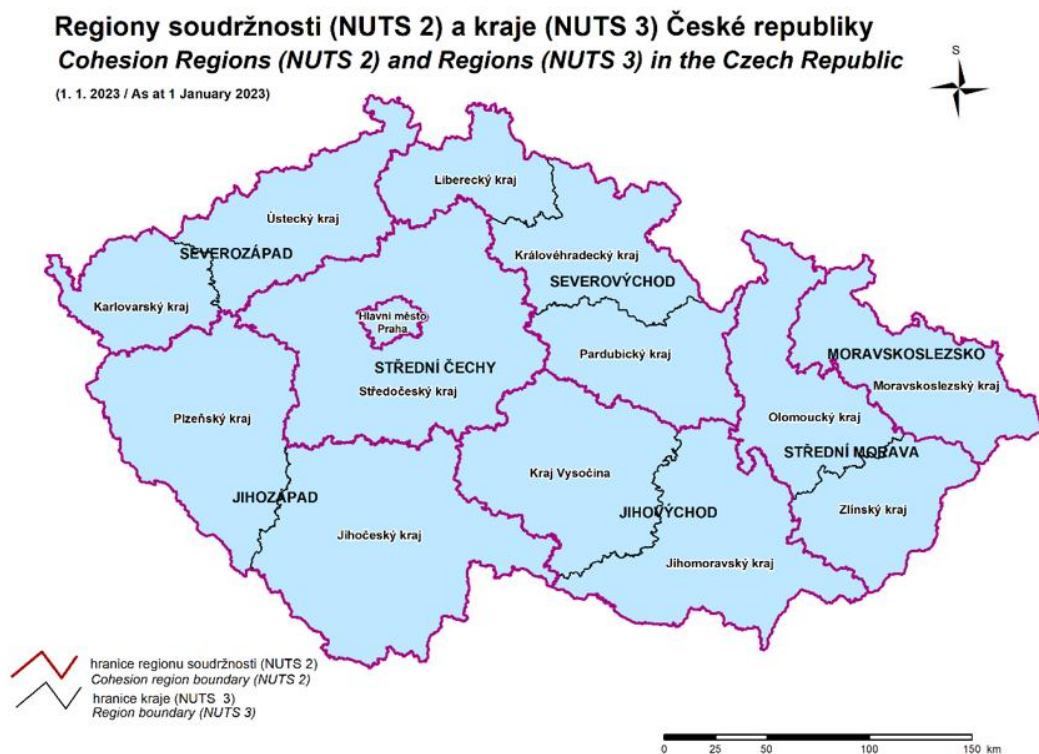 Regiony soudržnosti (NUTS 2) a kraje (NUTS 3) České republiky
Cohesion Regions (NUTS 2) and Regions (NUTS 3) in the Czech Republic
(1. 1. 2023 / As at 1 January 2023)
S
Liberecký kraj
Ústecký kraj
SEVEROZÁPAD
Královéhradecký kraj
SEVEROVÝCHOD
Karlovarský kraj
Hlavní město
Praha
Pardubický kraj
MORAVSKOSLEZSKO
STŘEDNÍ ČECHY
Moravskoslezský kraj
Středočeský kraj
Plzeňský kraj
Olomoucký kraj
STŘEDNÍ MORAVA
Kraj Vysočina
JIHOZÁPAD
JIHOVÝCHOD
Zlínský kraj
Jihočeský kraj
Jihomoravský kraj
hranice regionu soudržnosti (NUTS 2)
Cohesion region boundary (NUTS 2)
hranice kraje (NUTS 3)
Region boundary (NUTS 3)
0 25 50 100 150
km